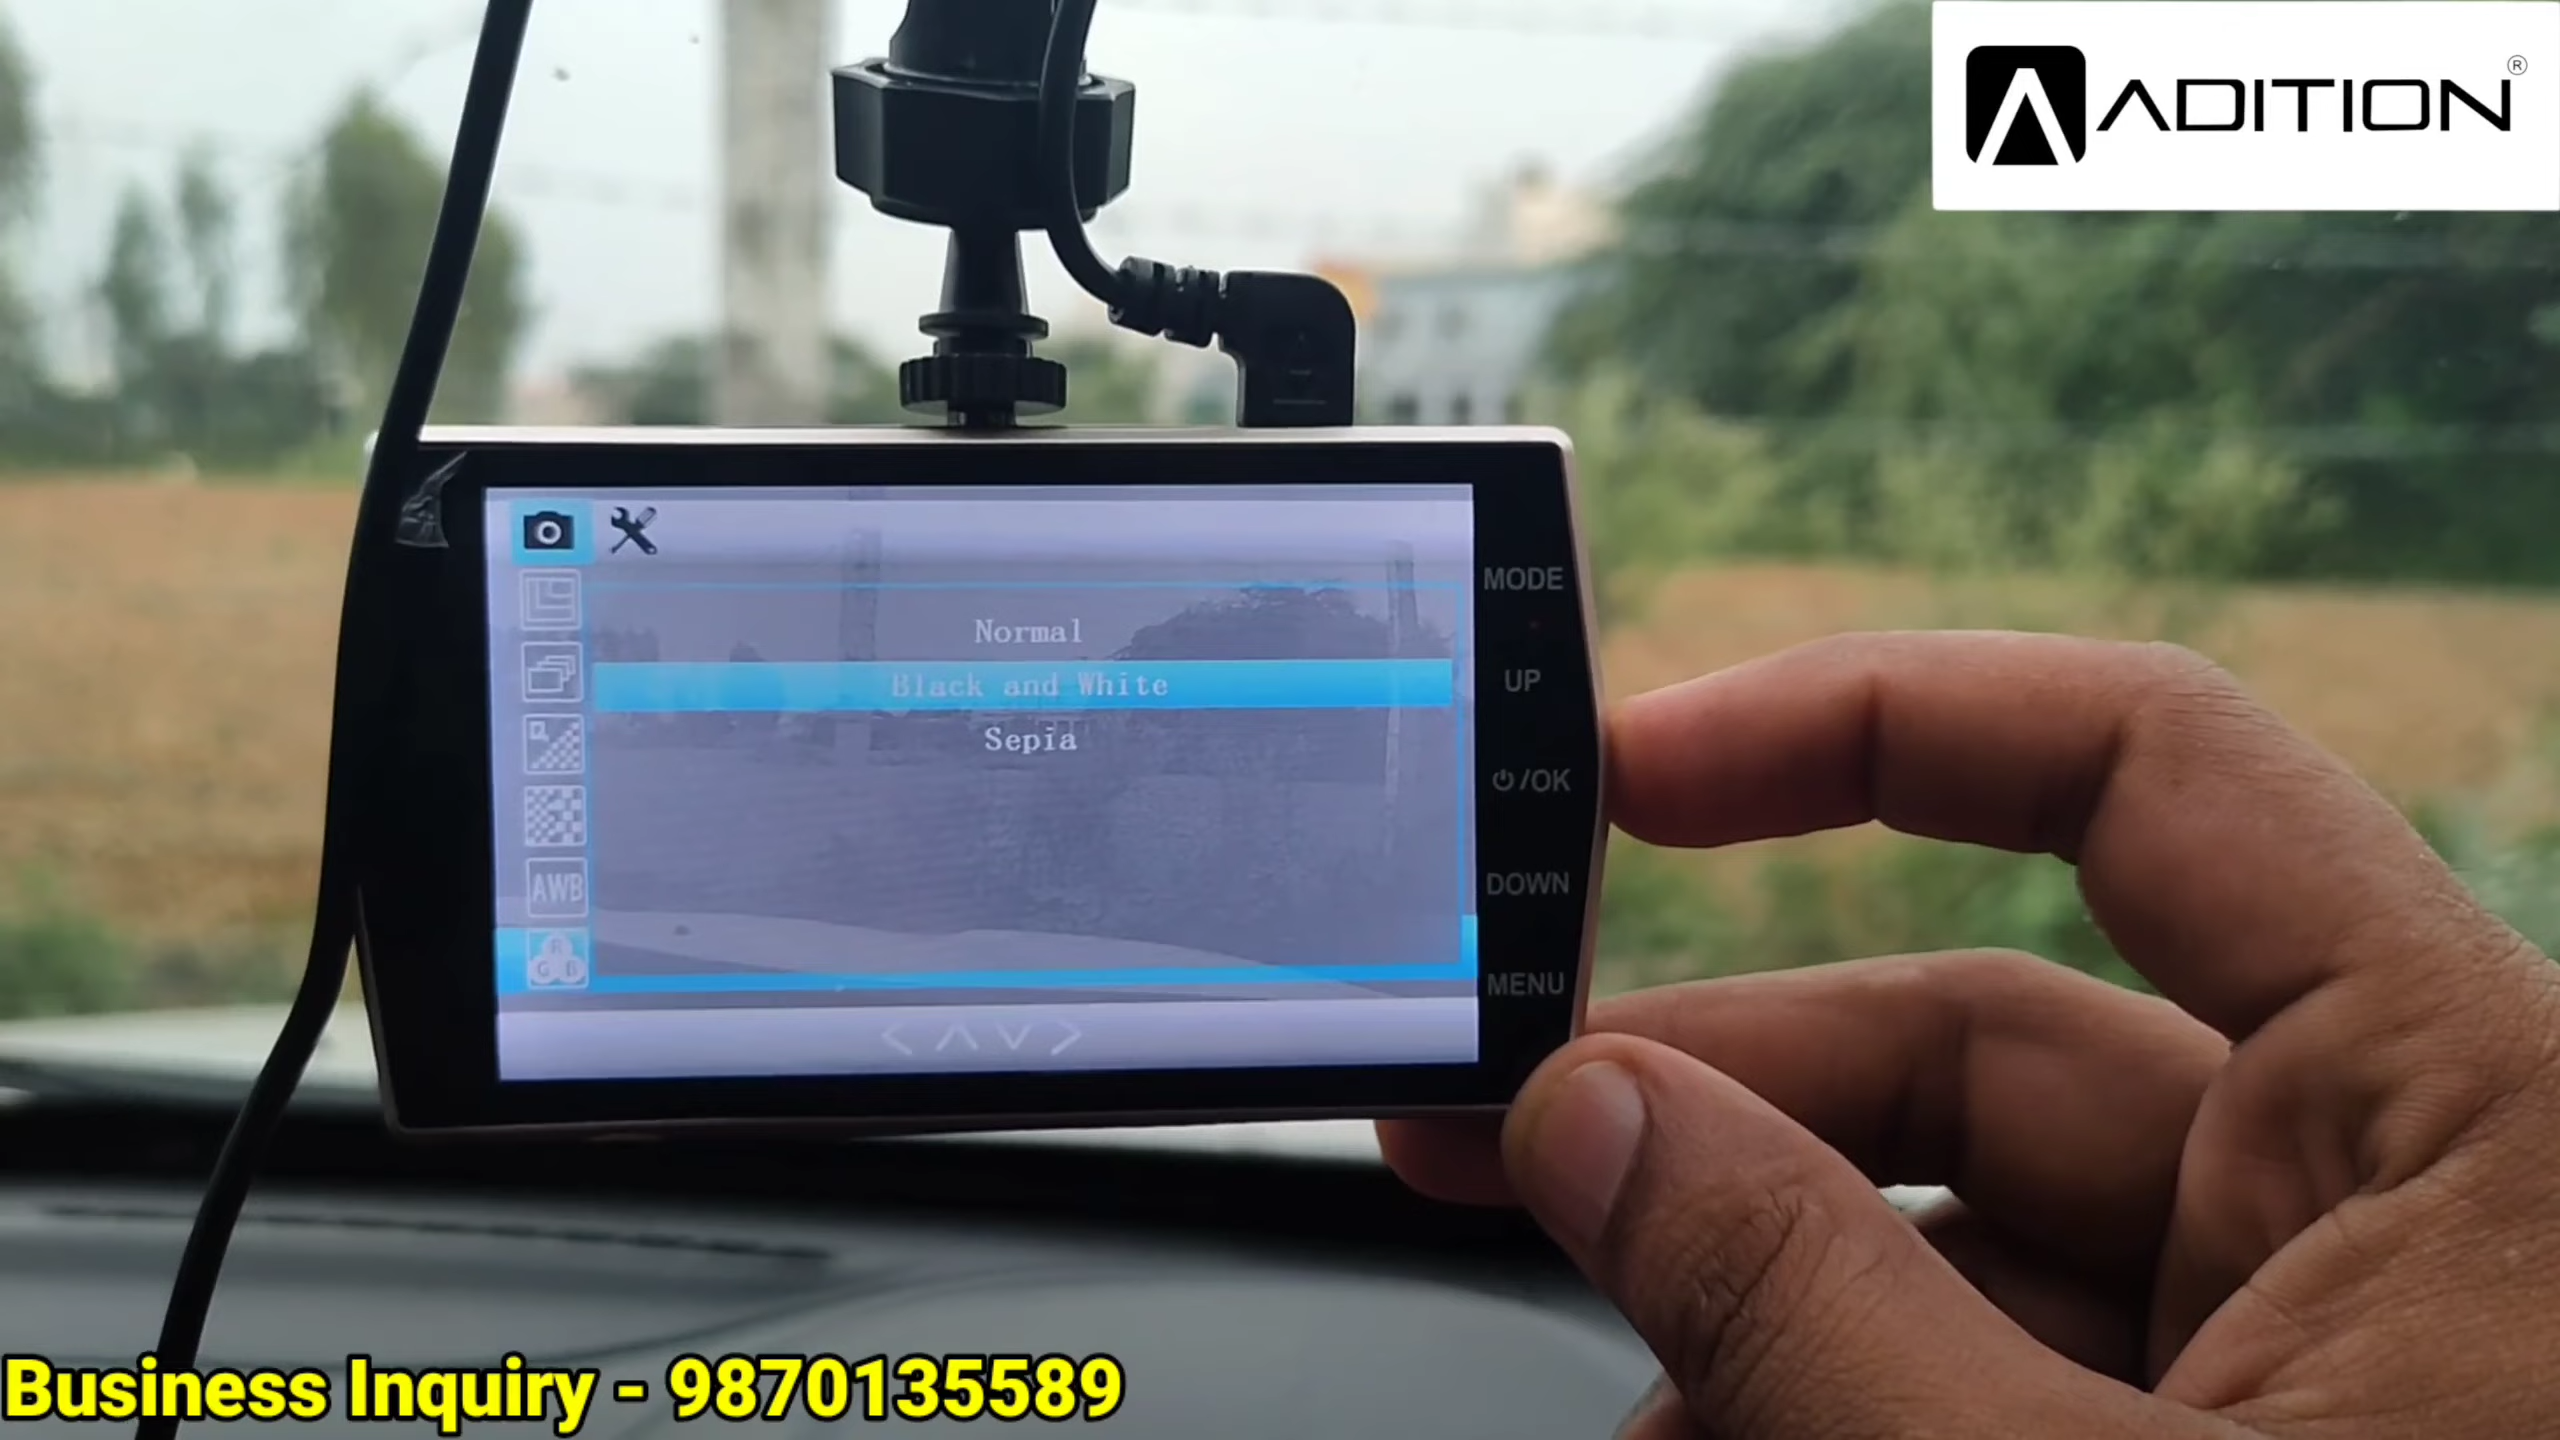 ADITION®
Normal
Black and White
Sepia
AWB
R
G B
MODE
UP
/OK
DOWN
MENU
Business Inquiry - 9870135589